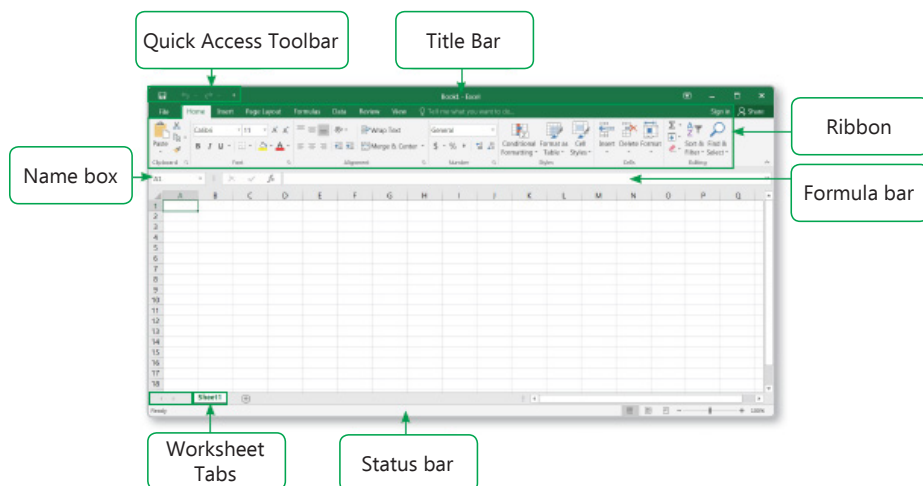 Quick Access Toolbar
Title Bar
Book1 - Excel
File Home Insert Page Layout Formulas Data Review View Tell me what you want to do... Sign in Share
Ribbon
Paste
Calibri 11
Wrap Text
General
Merge & Center
Conditional Formatting
Format as Table
Cell Styles
Insert Delete Format
Sort & Filter
Find & Select
Clipboard Font Alignment Number Styles Cells Editing
Name box
A1
Formula bar
A B C D E F G H I J K L M N O P Q
1
2
3
4
5
6
7
8
9
10
11
12
13
14
15
16
17
18
Sheet1
Ready
100%
Worksheet
Tabs
Status bar